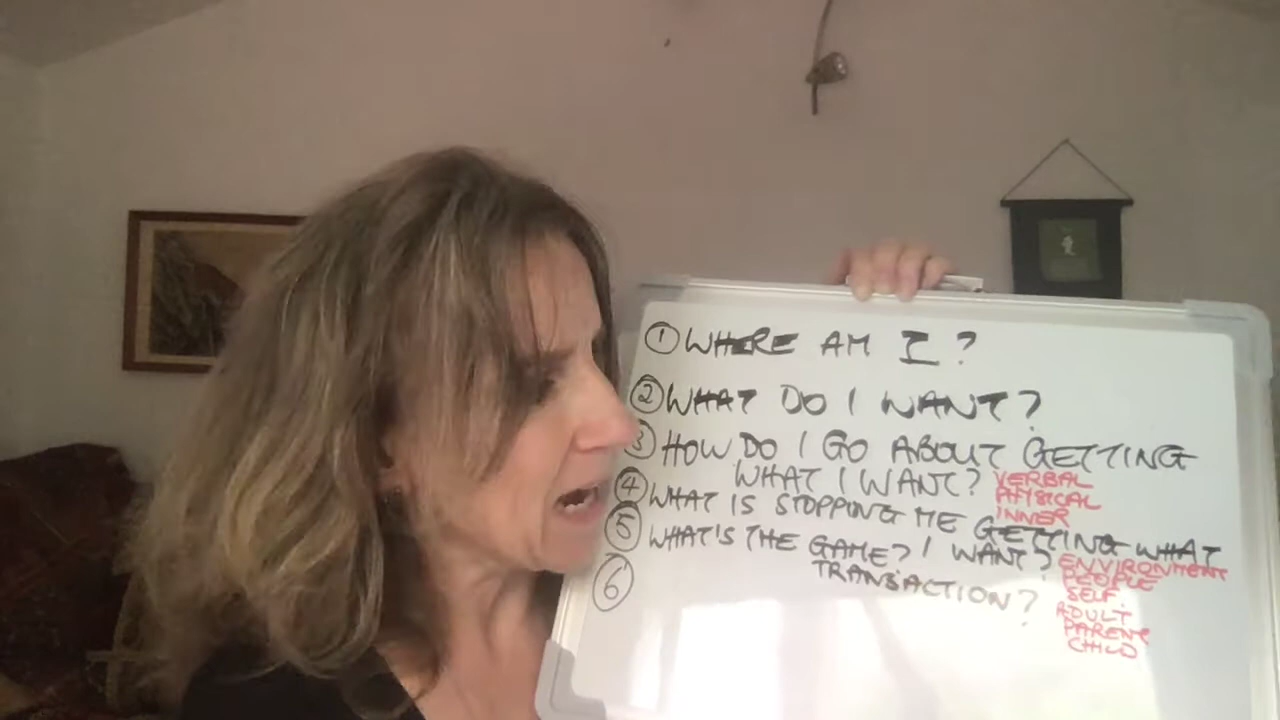 ① WHERE AM I?
② WHAT DO I WANT?
③ HOW DO I GO ABOUT GETTING
WHAT I WANT? VERBAL
PHYSICAL
INNER
④ WHAT IS STOPPING ME GETTING WHAT
I WANT? ENVIRONMENT
PEOPLE
SELF.
⑤ WHAT'S THE GAME?
TRANSACTION? ADULT
PARENT
CHILD
⑥